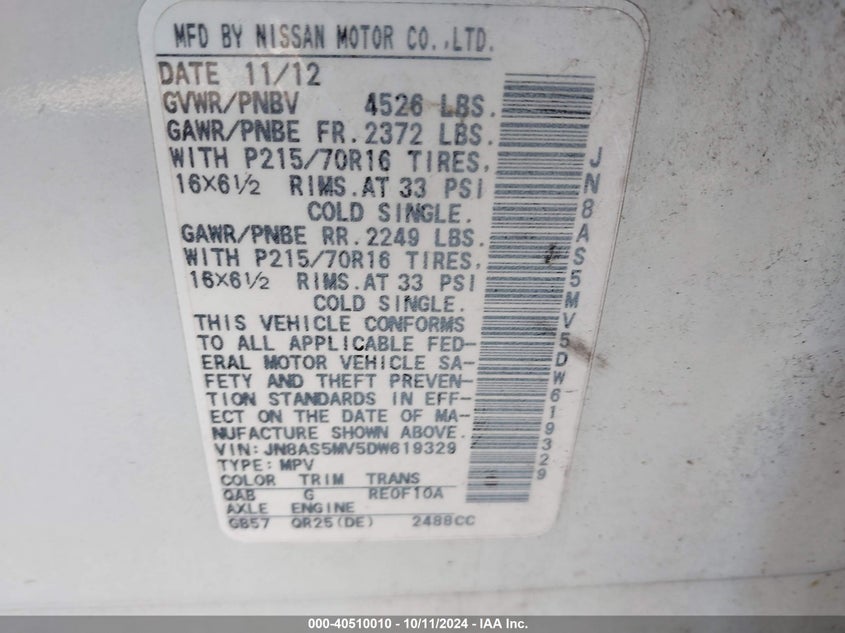 MFD BY NISSAN MOTOR CO.,LTD.
DATE 11/12
GVWR/PNBV 4526 LBS.
GAWR/PNBE FR.2372 LBS.
WITH P215/70R16 TIRES,
16X6½ RIMS.AT 33 PSI
COLD SINGLE.
GAWR/PNBE RR.2249 LBS.
WITH P215/70R16 TIRES,
16X6½ RIMS.AT 33 PSI
COLD SINGLE.
THIS VEHICLE CONFORMS
TO ALL APPLICABLE FED-
ERAL MOTOR VEHICLE SA-
FETY AND THEFT PREVEN-
TION STANDARDS IN EFF-
ECT ON THE DATE OF MA-
NUFACTURE SHOWN ABOVE.
VIN:JN8AS5MV5DW619329
TYPE:MPV
COLOR TRIM TRANS
QAB G RE0F10A
AXLE ENGINE
GB57 QR25(DE) 2488CC
JN8AS5MV5DW619329
000-40510010 - 10/11/2024 - IAA Inc.